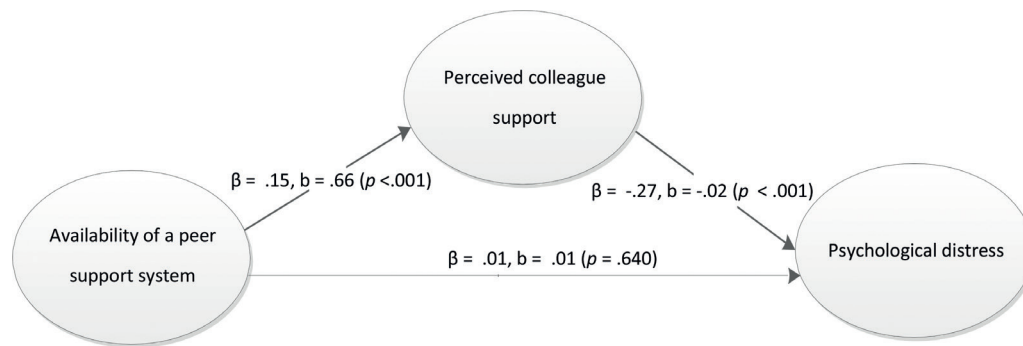 Perceived colleague
support
β = .15, b = .66 (p <.001)
β = -.27, b = -.02 (p < .001)
Availability of a peer
support system
β = .01, b = .01 (p = .640)
Psychological distress